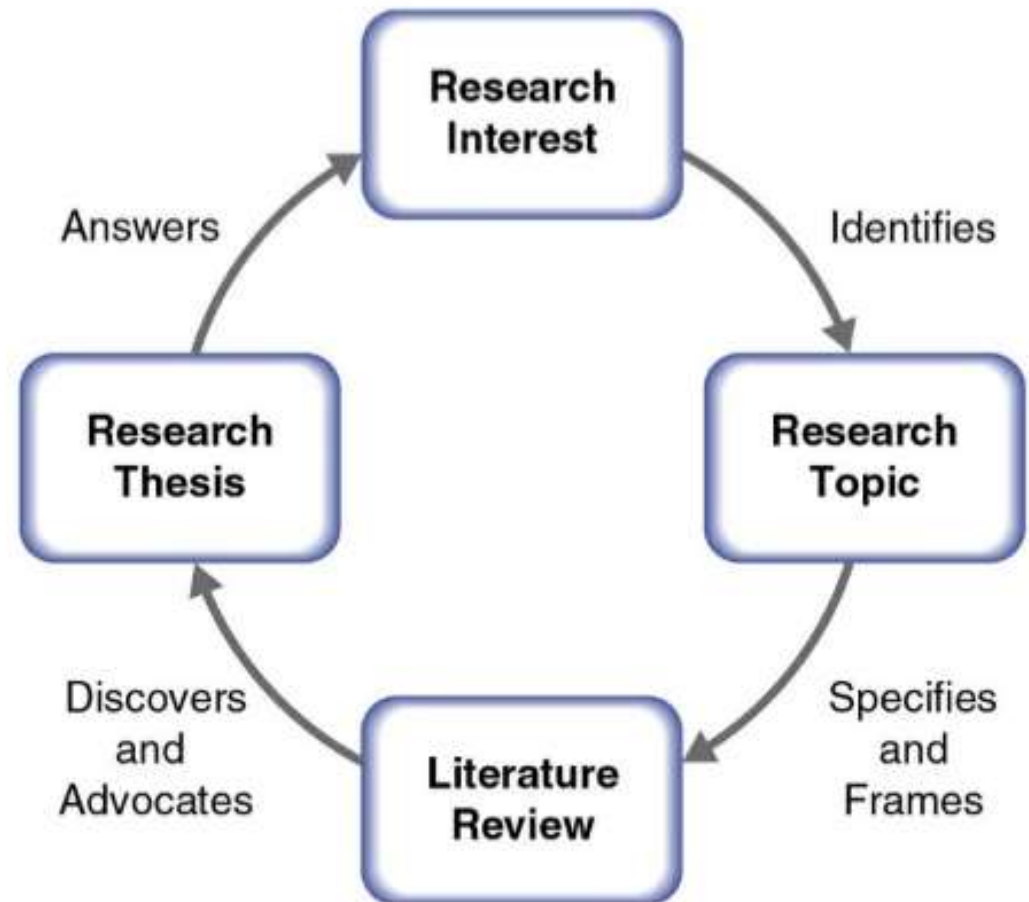 Research
Interest
Answers
Identifies
Research
Thesis
Research
Topic
Discovers
and
Advocates
Specifies
and
Frames
Literature
Review